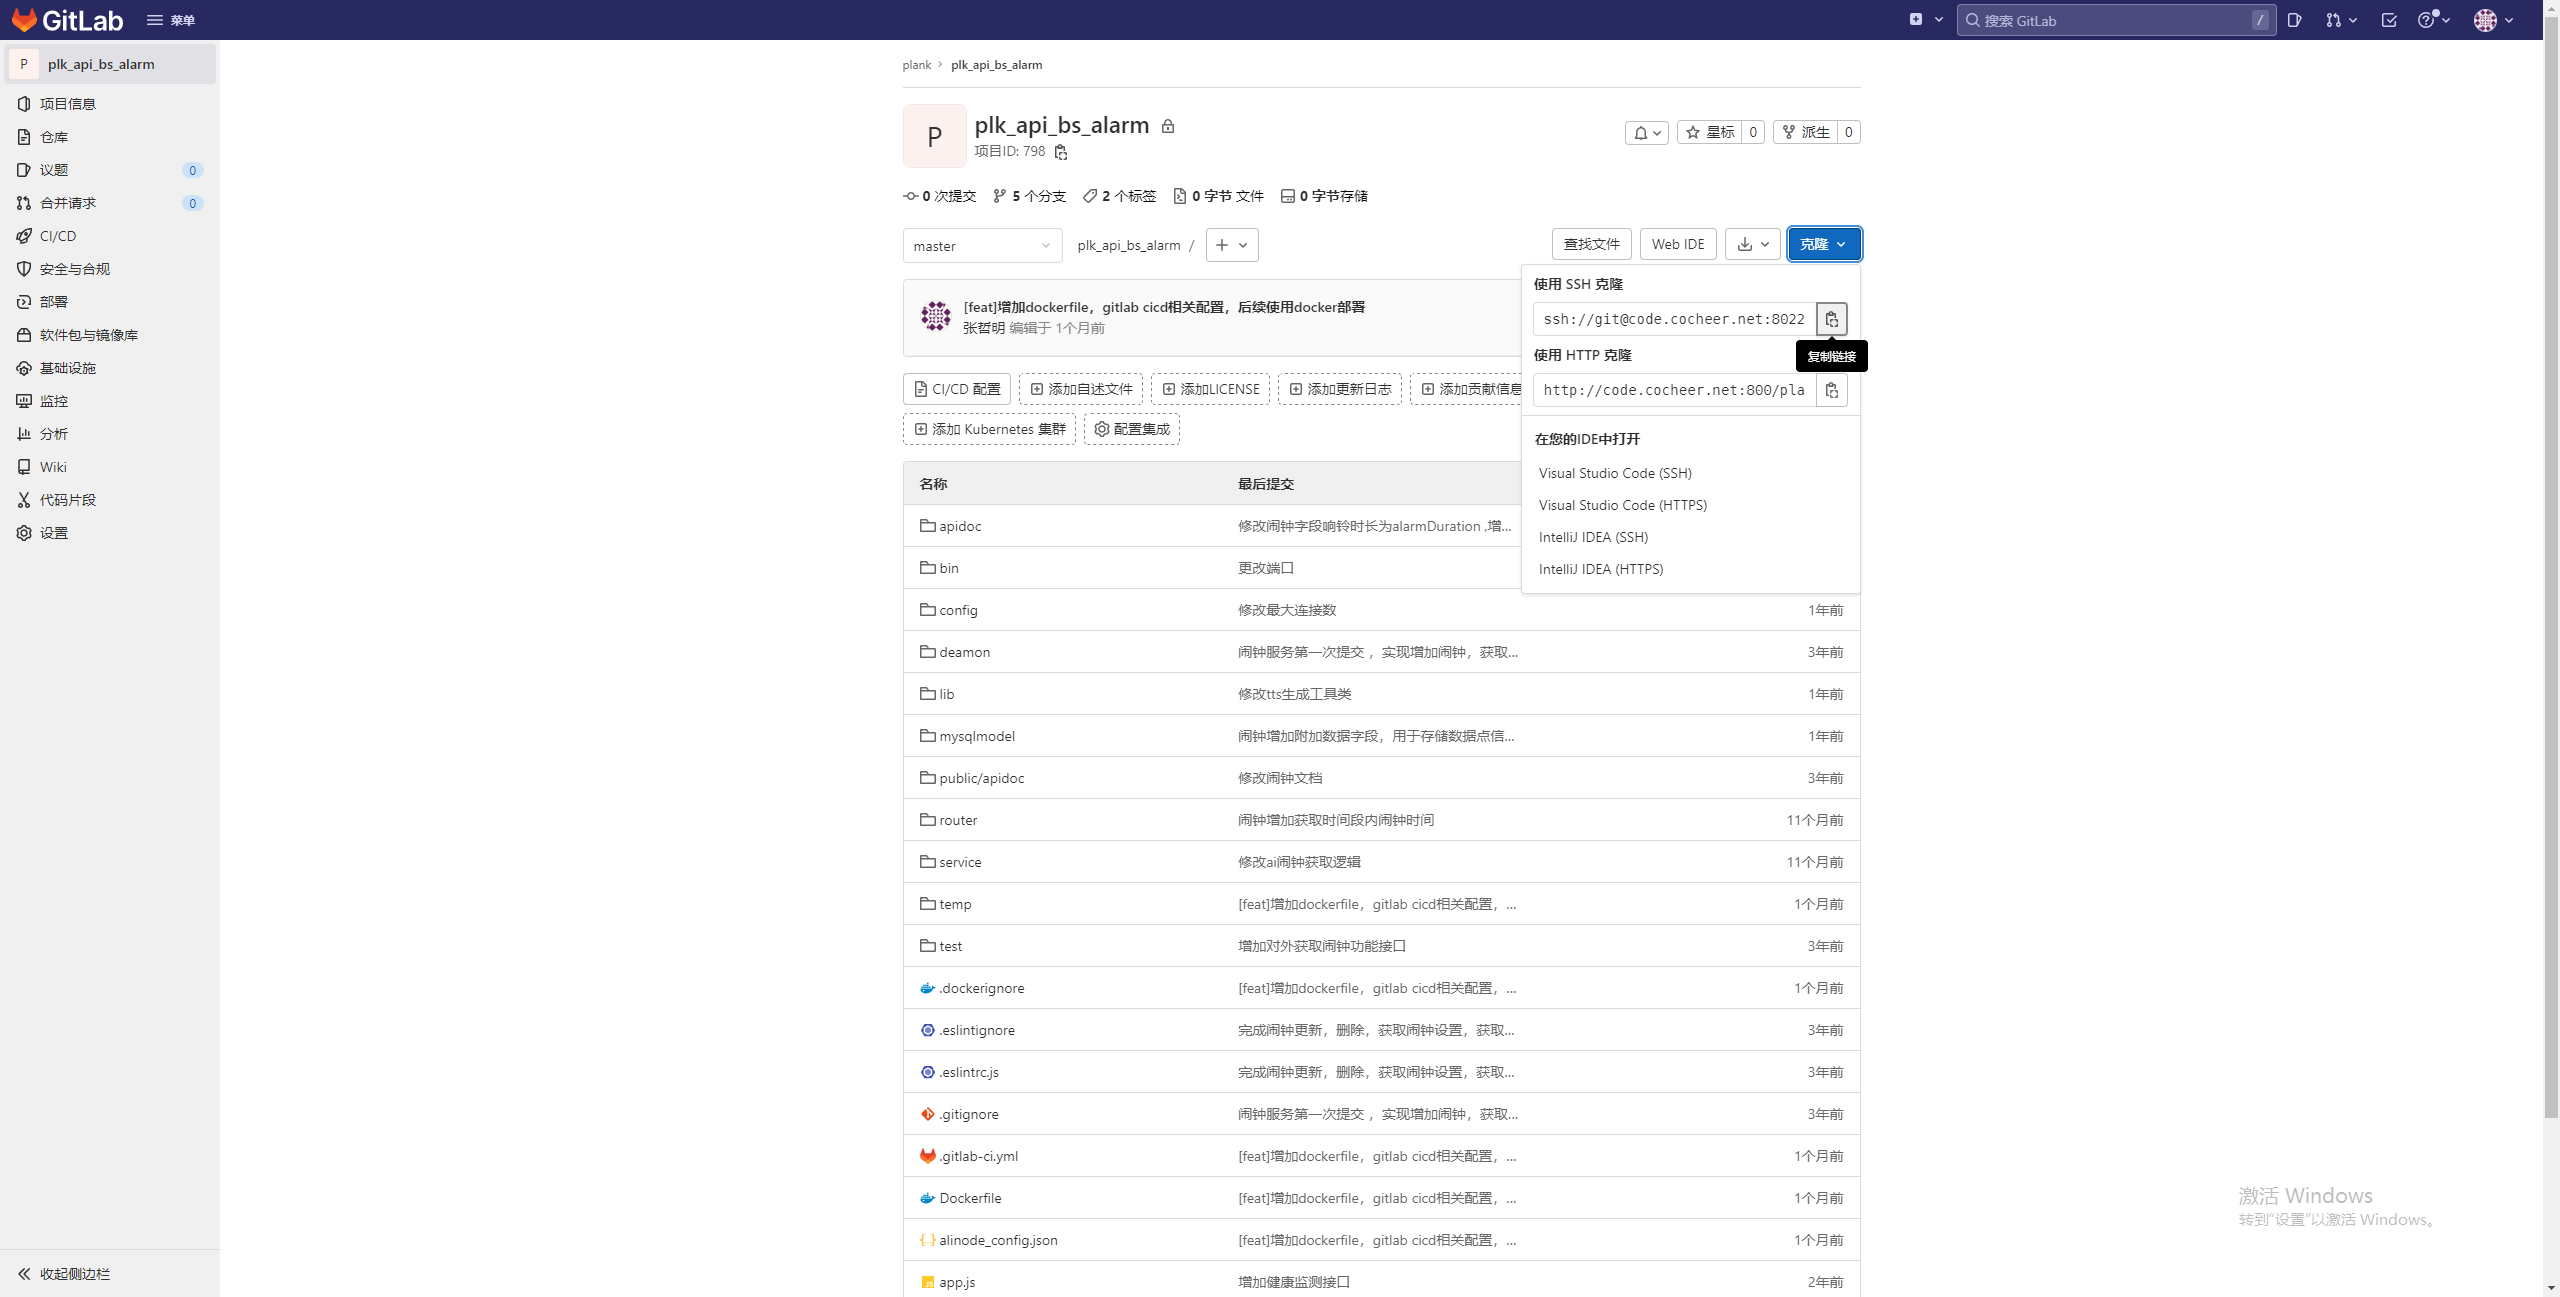 GitLab 菜单 搜索 GitLab /
P plk_api_bs_alarm
项目信息
仓库
议题 0
合并请求 0
CI/CD
安全与合规
部署
软件包与镜像库
基础设施
监控
分析
Wiki
代码片段
设置
收起侧边栏
plank › plk_api_bs_alarm
P
plk_api_bs_alarm
项目ID: 798
星标 0 派生 0
0 次提交 5 个分支 2 个标签 0 字节 文件 0 字节存储
master plk_api_bs_alarm / 查找文件 Web IDE 克隆
[feat]增加dockerfile，gitlab cicd相关配置，后续使用docker部署
张哲明 编辑于 1个月前
CI/CD 配置 添加自述文件 添加LICENSE 添加更新日志 添加贡献信息
添加 Kubernetes 集群 配置集成
使用 SSH 克隆
ssh://git@code.cocheer.net:8022
复制链接
使用 HTTP 克隆
http://code.cocheer.net:800/pla
在您的IDE中打开
Visual Studio Code (SSH)
Visual Studio Code (HTTPS)
IntelliJ IDEA (SSH)
IntelliJ IDEA (HTTPS)
名称 最后提交
apidoc 修改闹钟字段响铃时长为alarmDuration ,增...
bin 更改端口
config 修改最大连接数 1年前
deamon 闹钟服务第一次提交 ，实现增加闹钟，获取... 3年前
lib 修改tts生成工具类 1年前
mysqlmodel 闹钟增加附加数据字段，用于存储数据点信... 1年前
public/apidoc 修改闹钟文档 3年前
router 闹钟增加获取时间段内闹钟时间 11个月前
service 修改ai闹钟获取逻辑 11个月前
temp [feat]增加dockerfile，gitlab cicd相关配置，... 1个月前
test 增加对外获取闹钟功能接口 3年前
.dockerignore [feat]增加dockerfile，gitlab cicd相关配置，... 1个月前
.eslintignore 完成闹钟更新，删除，获取闹钟设置，获取... 3年前
.eslintrc.js 完成闹钟更新，删除，获取闹钟设置，获取... 3年前
.gitignore 闹钟服务第一次提交 ，实现增加闹钟，获取... 3年前
.gitlab-ci.yml [feat]增加dockerfile，gitlab cicd相关配置，... 1个月前
Dockerfile [feat]增加dockerfile，gitlab cicd相关配置，... 1个月前
alinode_config.json [feat]增加dockerfile，gitlab cicd相关配置，... 1个月前
app.js 增加健康监测接口 2年前
激活 Windows
转到"设置"以激活 Windows。